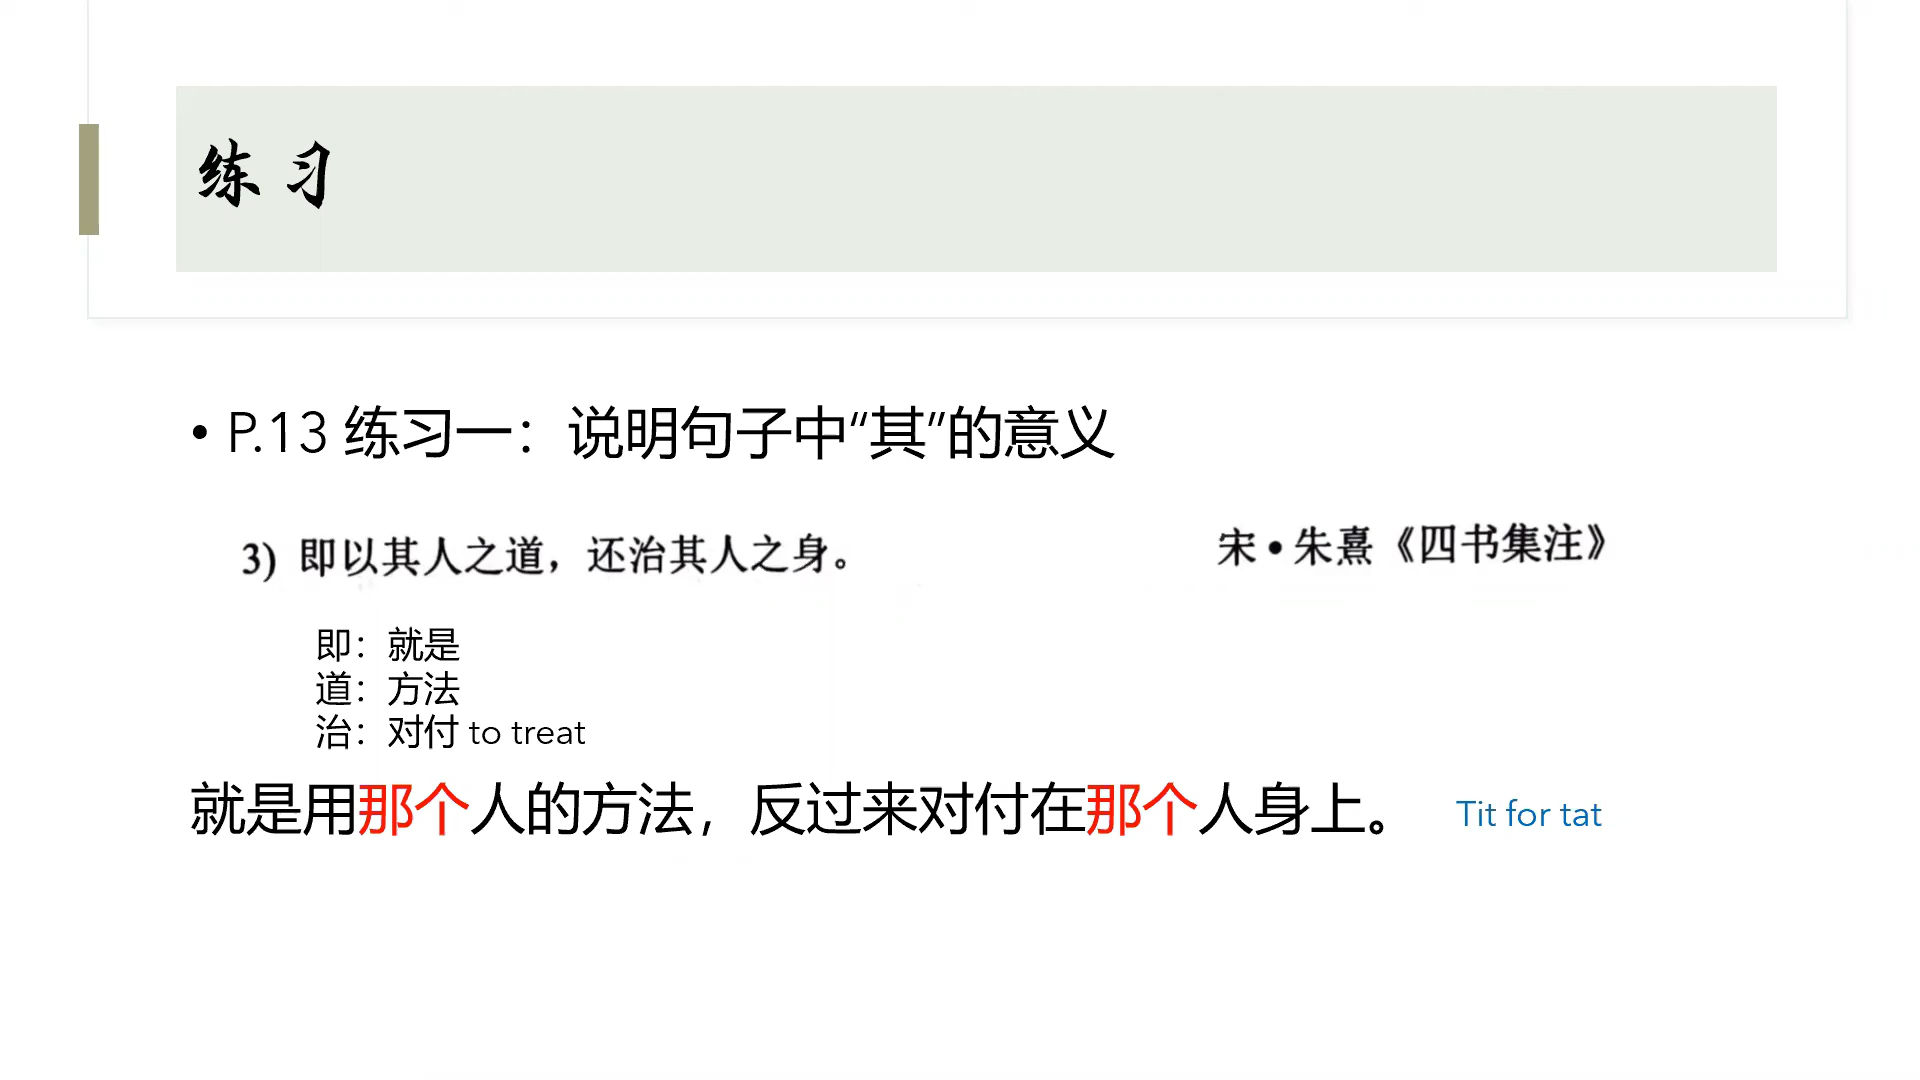 练习
• P.13 练习一：说明句子中“其”的意义
3) 即以其人之道，还治其人之身。 宋·朱熹《四书集注》
即：就是
道：方法
治：对付 to treat
就是用那个人的方法，反过来对付在那个人身上。 Tit for tat